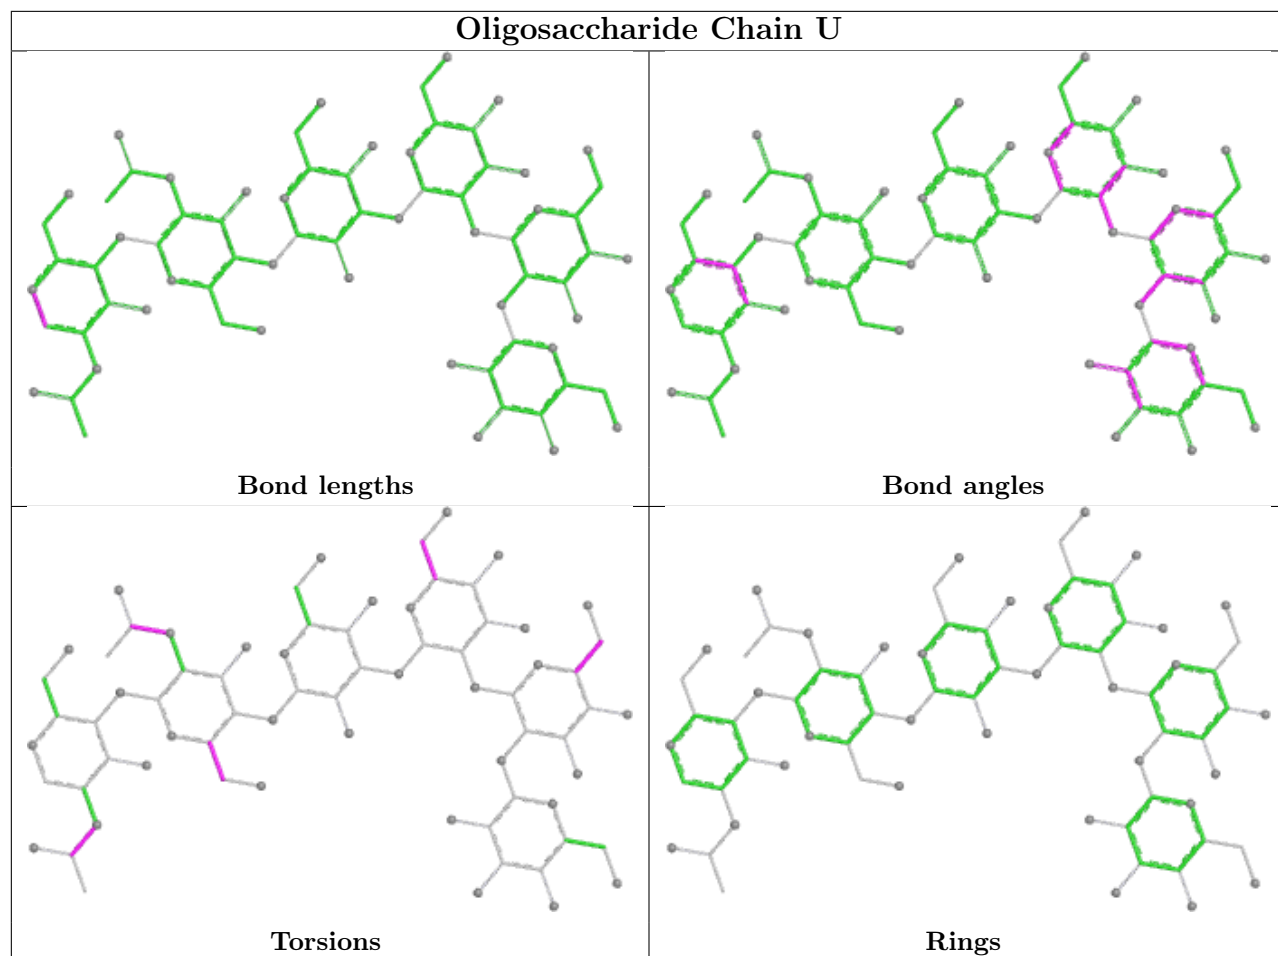 Oligosaccharide Chain U
Bond lengths
Bond angles
Torsions
Rings